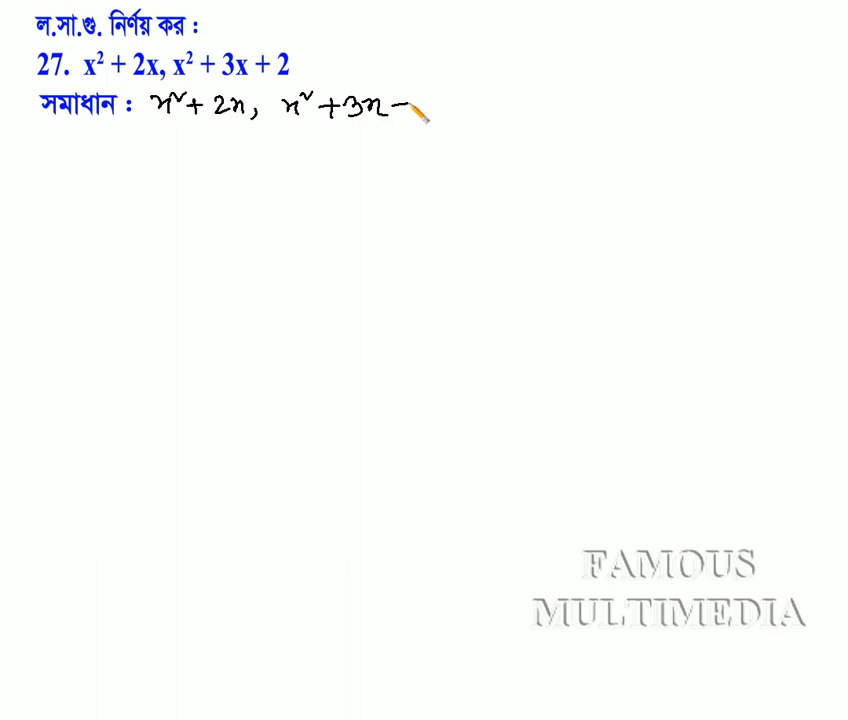 ল.সা.গু. নির্ণয় কর :
27. x² + 2x, x² + 3x + 2
সমাধান : x² + 2x, x² + 3x −
FAMOUS
MULTIMEDIA